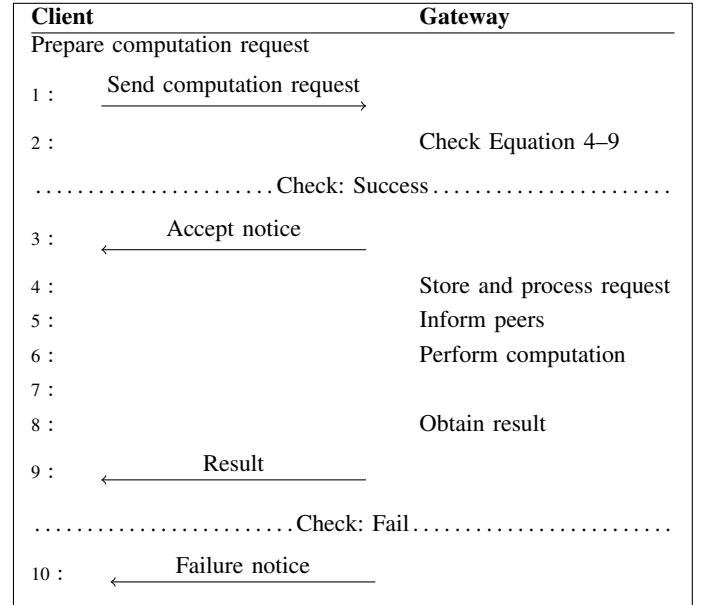 Client Gateway
Prepare computation request
1 : Send computation request
2 : Check Equation 4–9
........................Check: Success........................
3 : Accept notice
4 : Store and process request
5 : Inform peers
6 : Perform computation
7 :
8 : Obtain result
9 : Result
..........................Check: Fail..........................
10 : Failure notice